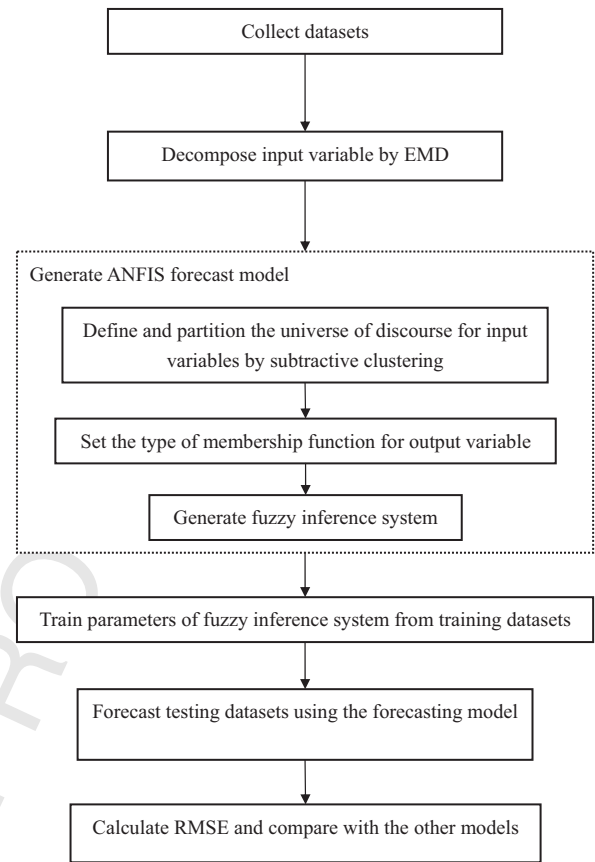 Collect datasets
Decompose input variable by EMD
Generate ANFIS forecast model
Define and partition the universe of discourse for input
variables by subtractive clustering
Set the type of membership function for output variable
Generate fuzzy inference system
Train parameters of fuzzy inference system from training datasets
Forecast testing datasets using the forecasting model
Calculate RMSE and compare with the other models
RO